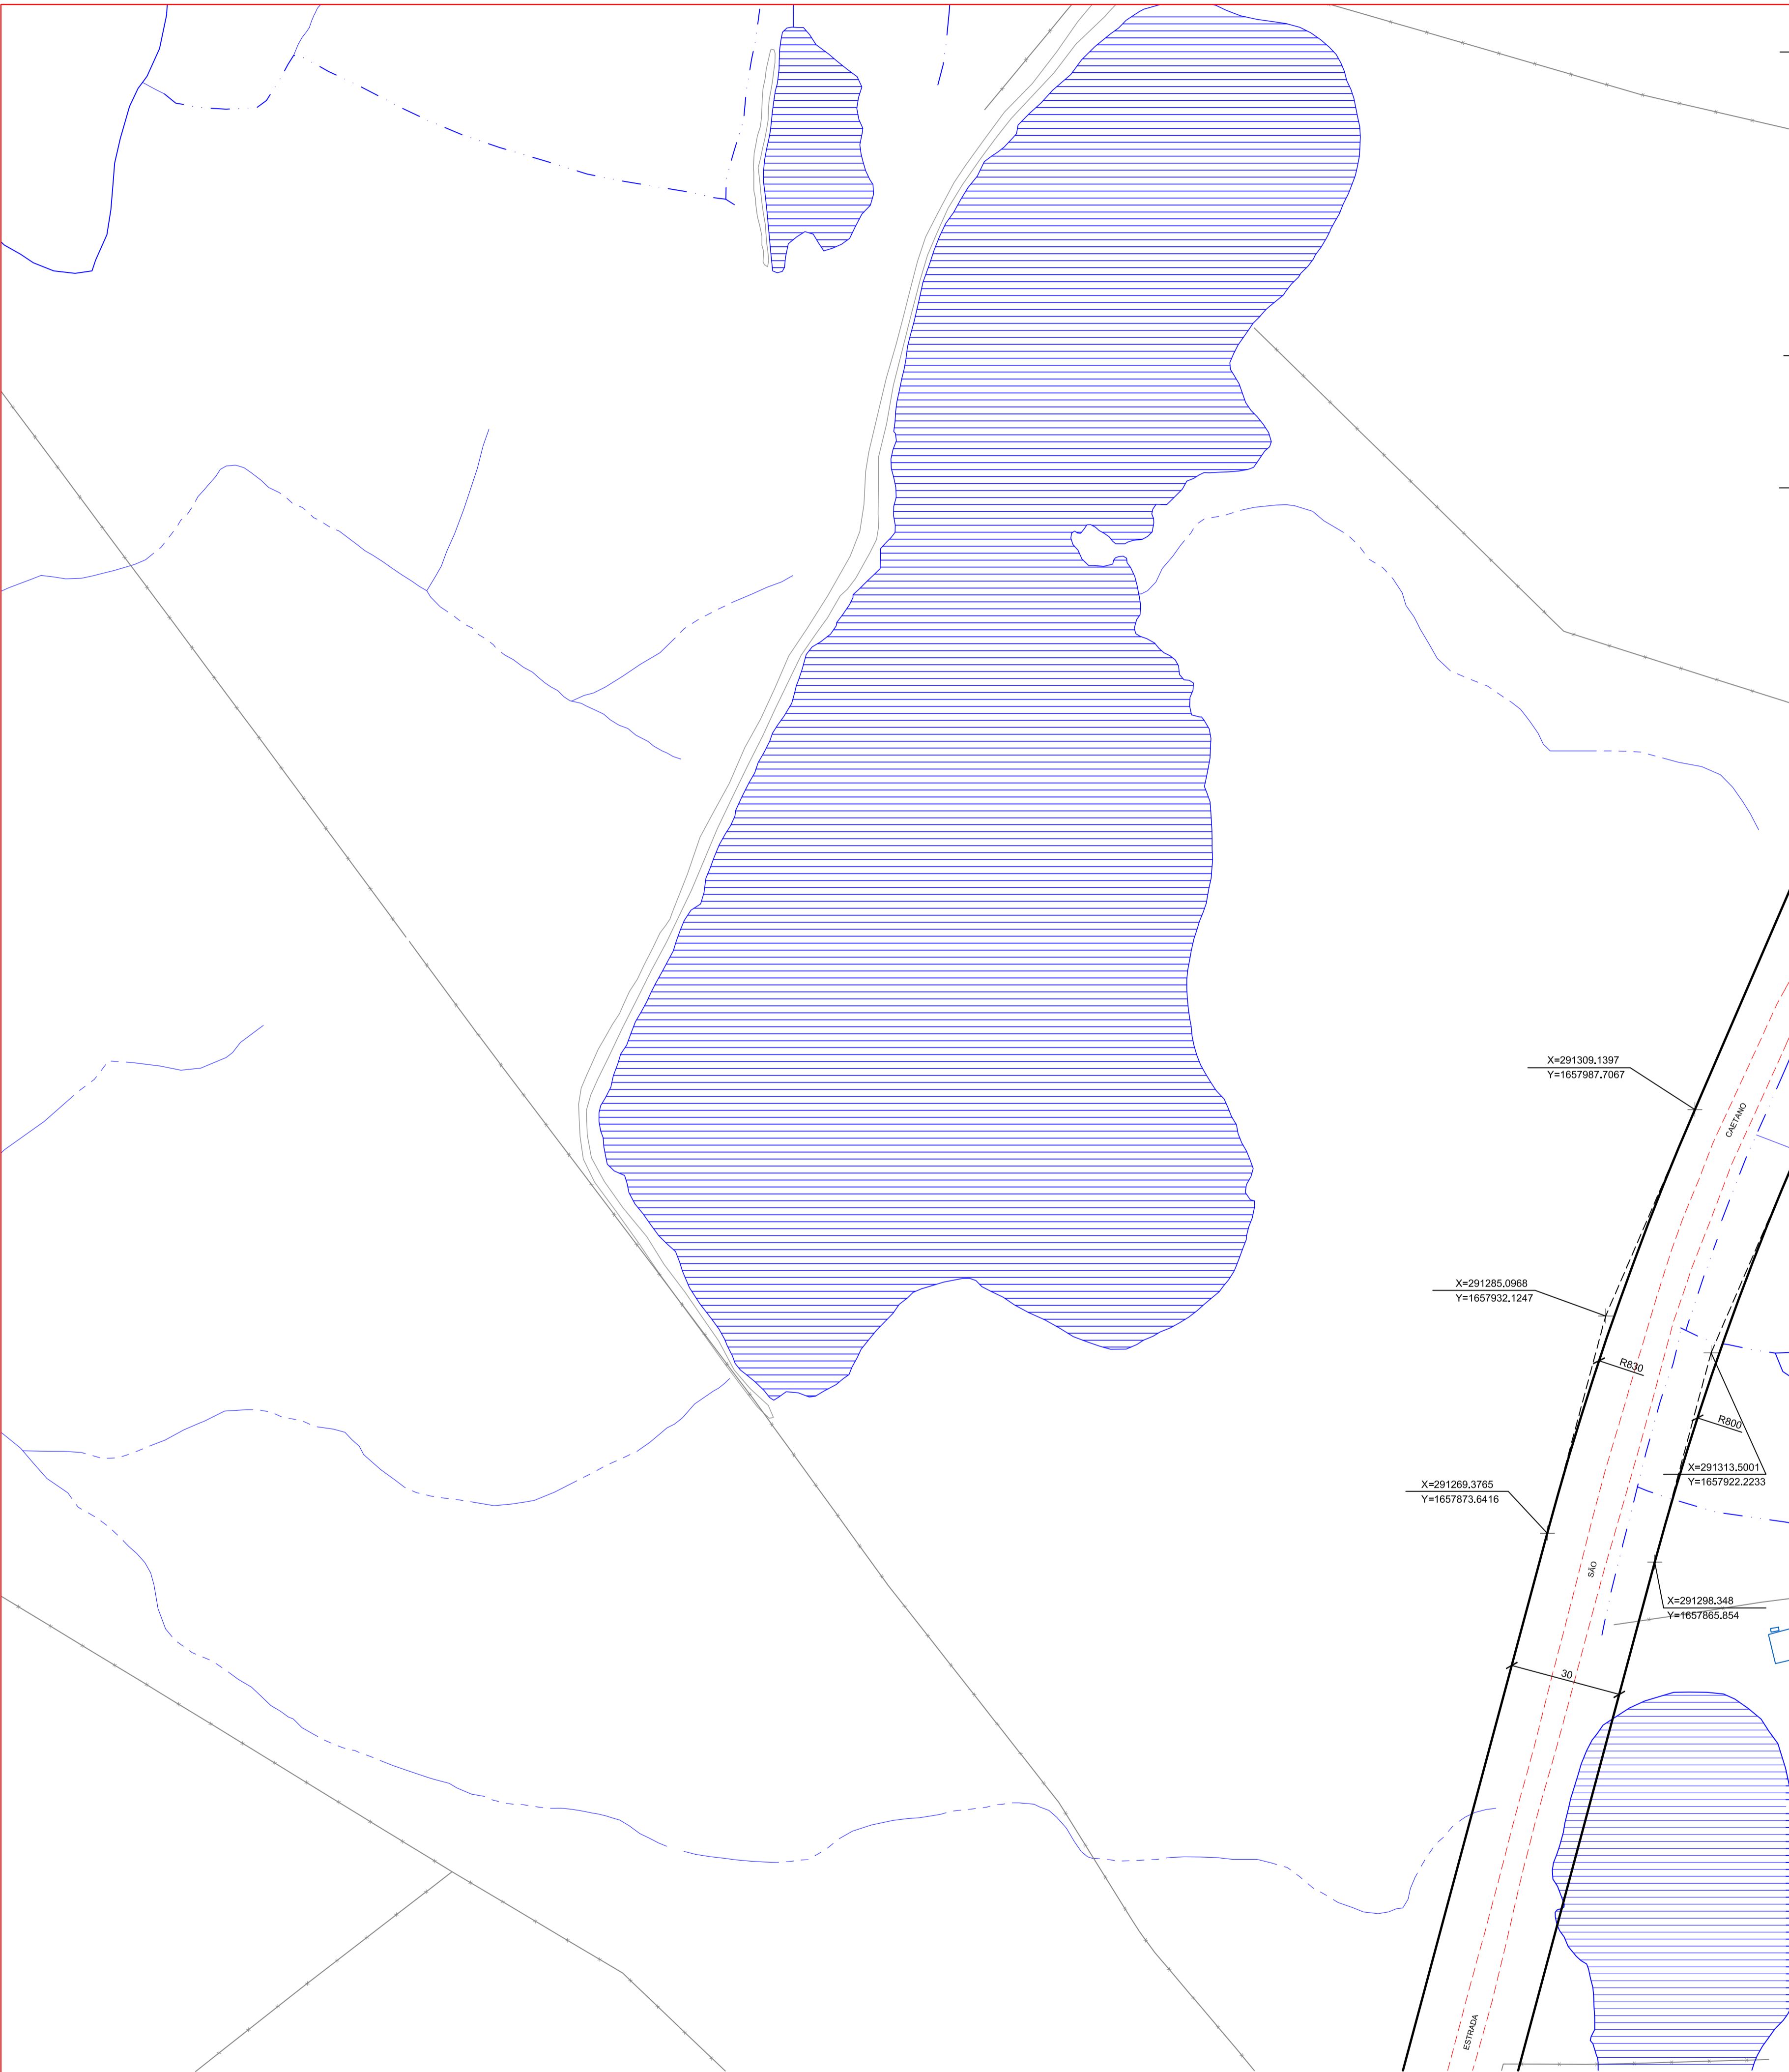 X=291309.1397
Y=1657987.7067
CAETANO
X=291285.0968
Y=1657932.1247
R830
R800
X=291313.5001
Y=1657922.2233
X=291269.3765
Y=1657873.6416
SÃO
X=291298.348
Y=1657865.854
30
ESTRADA